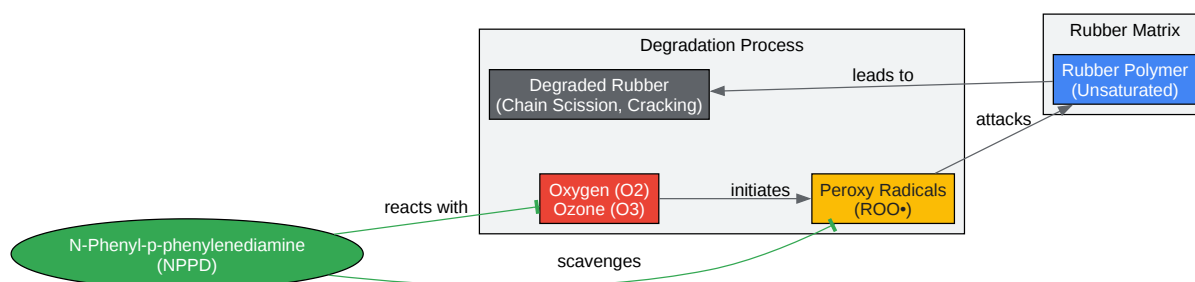 Rubber Matrix
Degradation Process
Rubber Polymer
(Unsaturated)
leads to
Degraded Rubber
(Chain Scission, Cracking)
attacks
Oxygen (O2)
Ozone (O3)
initiates
Peroxy Radicals
(ROO•)
reacts with
N-Phenyl-p-phenylenediamine
(NPPD)
scavenges